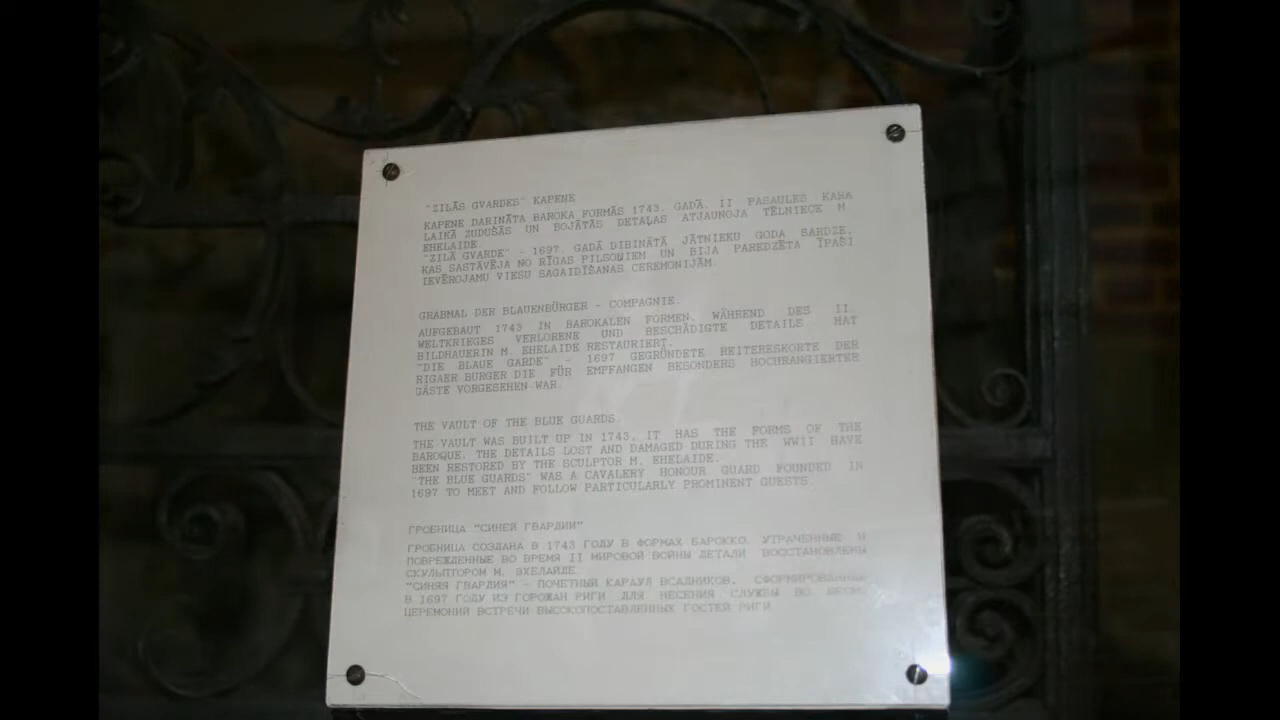 "ZILĀS GVARDES" KAPENE
KAPENE DARINĀTA BAROKA FORMĀS 1743. GADĀ. II PASAULES KARA
LAIKĀ ZUDUŠĀS UN BOJĀTĀS DETAĻAS ATJAUNOJA TĒLNIECE M
EHELAIDE.
"ZILĀ GVARDE" - 1697. GADĀ DIBINĀTĀ JĀTNIEKU GODA SARDZE,
KAS SASTĀVĒJA NO RĪGAS PILSOŅIEM UN BIJA PAREDZĒTA ĪPAŠI
IEVĒROJAMU VIESU SAGAIDĪŠANAS CEREMONIJĀM.
GRABMAL DER BLAUENBÜRGER - COMPAGNIE.
AUFGEBAUT 1743 IN BAROKALEN FORMEN. WÄHREND DES II.
WELTKRIEGES VERLORENE UND BESCHÄDIGTE DETAILS HAT
BILDHAUERIN M. EHELAIDE RESTAURIERT.
"DIE BLAUE GARDE" - 1697 GEGRÜNDETE REITERESKORTE DER
RIGAER BURGER DIE FÜR EMPFANGEN BESONDERS HOCHRANGIERTER
GÄSTE VORGESEHEN WAR.
THE VAULT OF THE BLUE GUARDS.
THE VAULT WAS BUILT UP IN 1743. IT HAS THE FORMS OF THE
BAROQUE. THE DETAILS LOST AND DAMAGED DURING THE WWII HAVE
BEEN RESTORED BY THE SCULPTOR M. EHELAIDE.
"THE BLUE GUARDS" WAS A CAVALERY HONOUR GUARD FOUNDED IN
1697 TO MEET AND FOLLOW PARTICULARLY PROMINENT GUESTS.
ГРОБНИЦА "СИНЕЙ ГВАРДИИ"
ГРОБНИЦА СОЗДАНА В 1743 ГОДУ В ФОРМАХ БАРОККО. УТРАЧЕННЫЕ И
ПОВРЕЖДЕННЫЕ ВО ВРЕМЯ II МИРОВОЙ ВОЙНЫ ДЕТАЛИ ВОССТАНОВЛЕНЫ
СКУЛЬПТОРОМ М. ЭХЕЛАЙДЕ.
"СИНЯЯ ГВАРДИЯ" - ПОЧЕТНЫЙ КАРАУЛ ВСАДНИКОВ,
В 1697 ГОДУ ИЗ ГОРОЖАН РИГИ ДЛЯ НЕСЕНИЯ СЛУЖБЫ ВО
ЦЕРЕМОНИЙ ВСТРЕЧИ ВЫСОКОПОСТАВЛЕННЫХ ГОСТЕЙ РИГИ